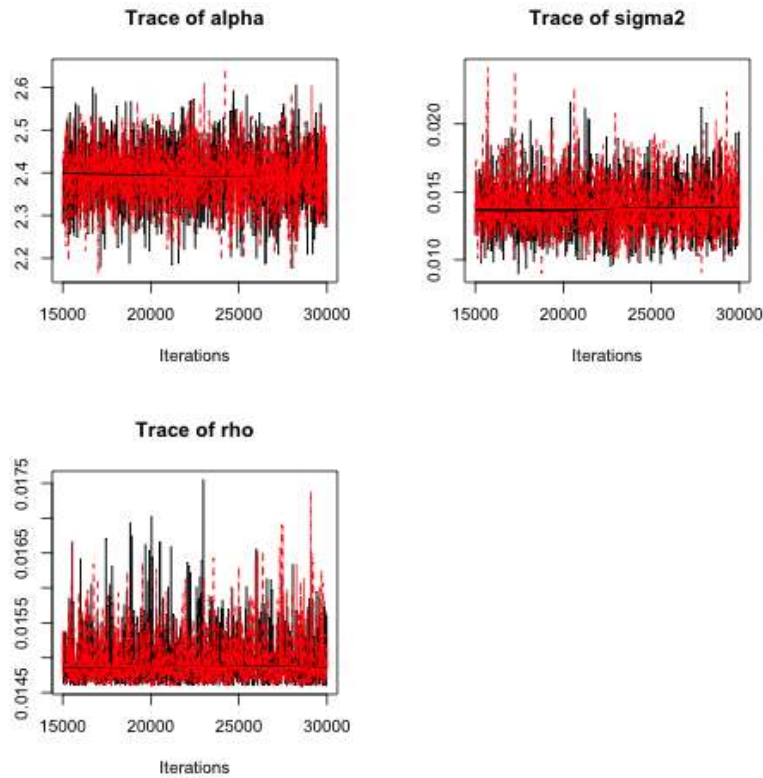 Trace of alpha
2.6
2.5
2.4
2.3
2.2
15000 20000 25000 30000
Iterations
Trace of sigma2
0.020
0.015
0.010
15000 20000 25000 30000
Iterations
Trace of rho
0.0175
0.0165
0.0155
0.0145
15000 20000 25000 30000
Iterations